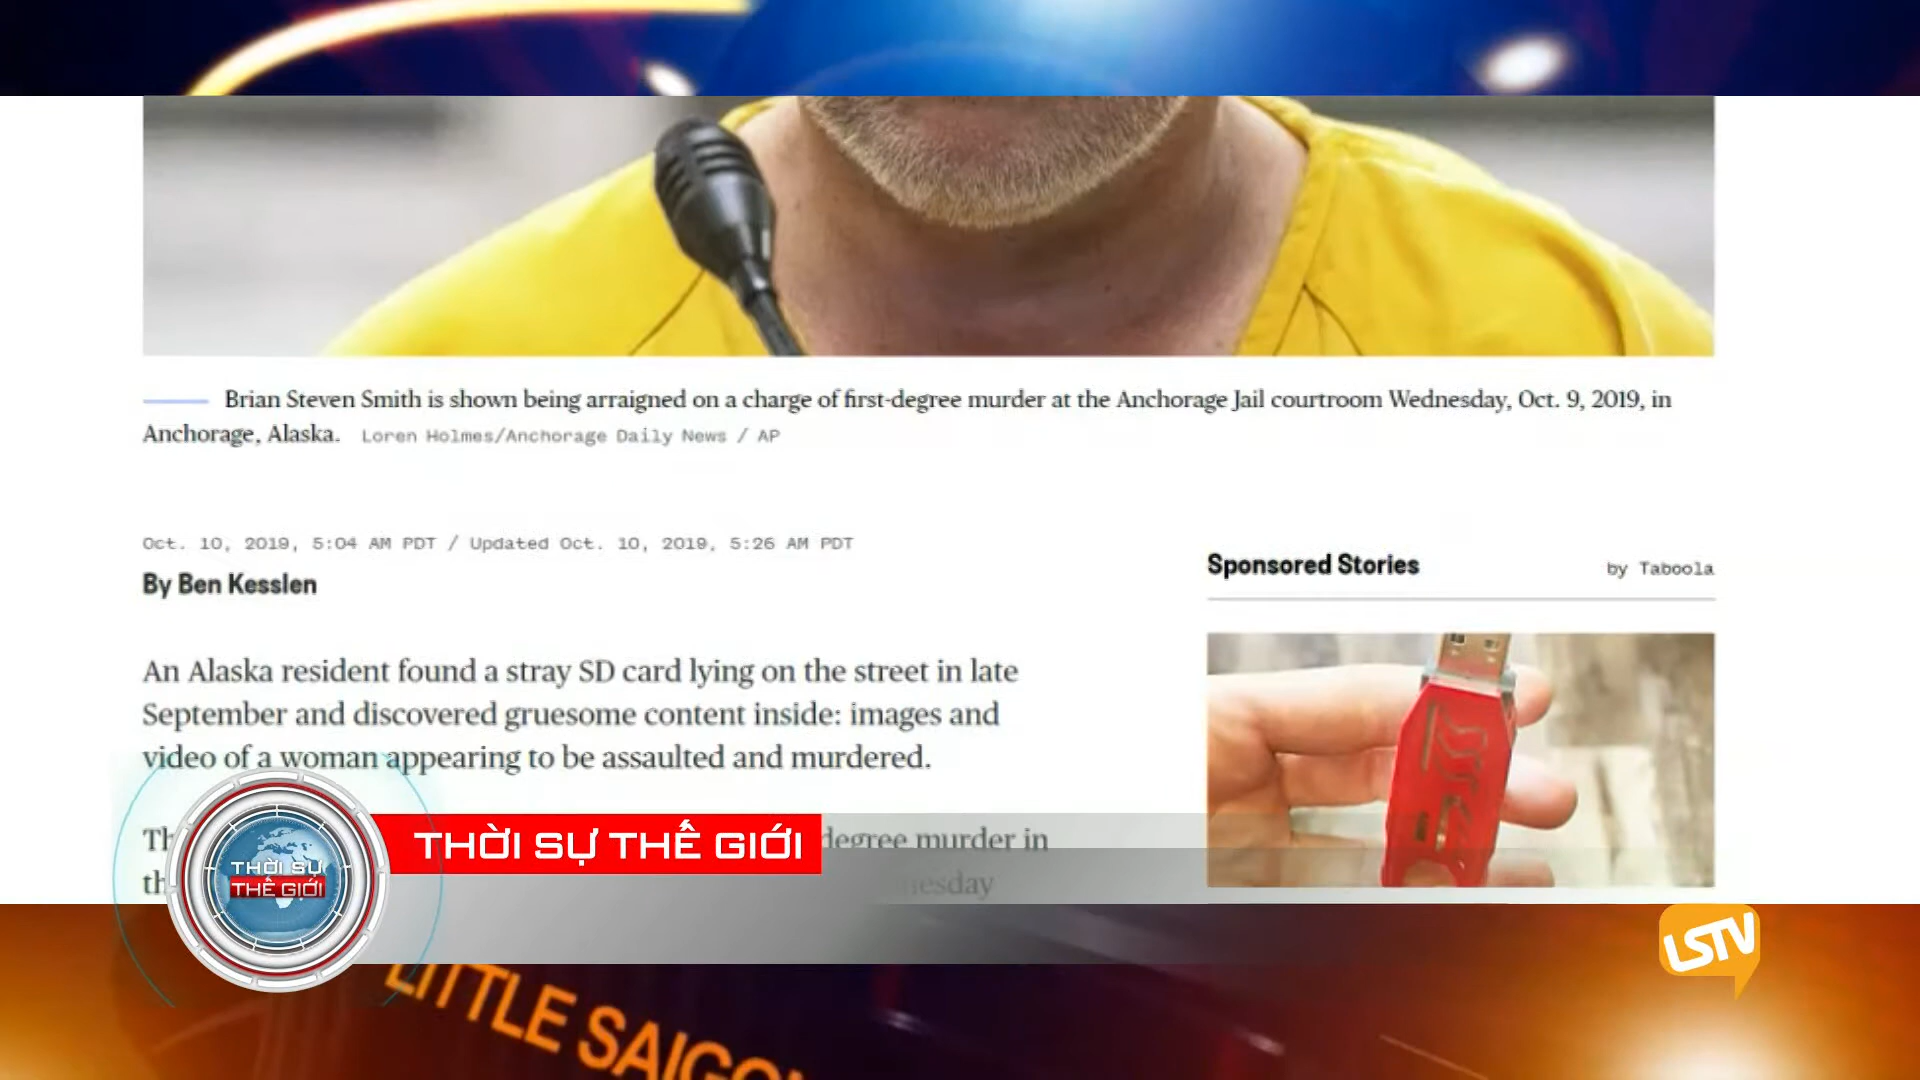 Brian Steven Smith is shown being arraigned on a charge of first-degree murder at the Anchorage Jail courtroom Wednesday, Oct. 9, 2019, in
Anchorage, Alaska. Loren Holmes/Anchorage Daily News / AP
Oct. 10, 2019, 5:04 AM PDT / Updated Oct. 10, 2019, 5:26 AM PDT
By Ben Kesslen
Sponsored Stories
by Taboola
An Alaska resident found a stray SD card lying on the street in late
September and discovered gruesome content inside: images and
video of a woman appearing to be assaulted and murdered.
degree murder in
THỜI SỰ THẾ GIỚI
THỜI SỰ
THẾ GIỚI
LSTV
LITTLE SAIGON